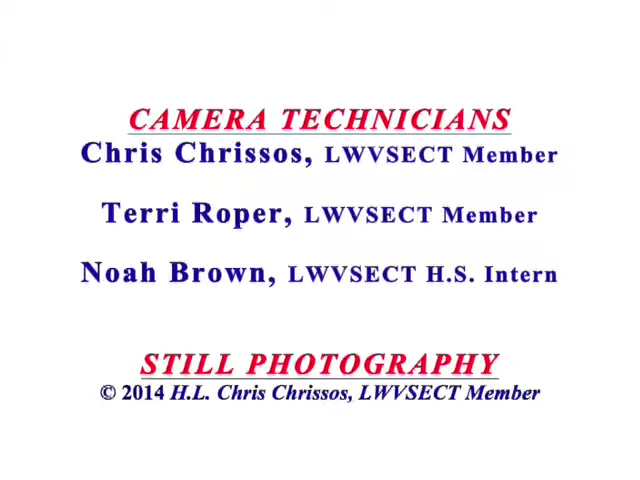 CAMERA TECHNICIANS
Chris Chrissos, LWVSECT Member
Terri Roper, LWVSECT Member
Noah Brown, LWVSECT H.S. Intern
STILL PHOTOGRAPHY
© 2014 H.L. Chris Chrissos, LWVSECT Member